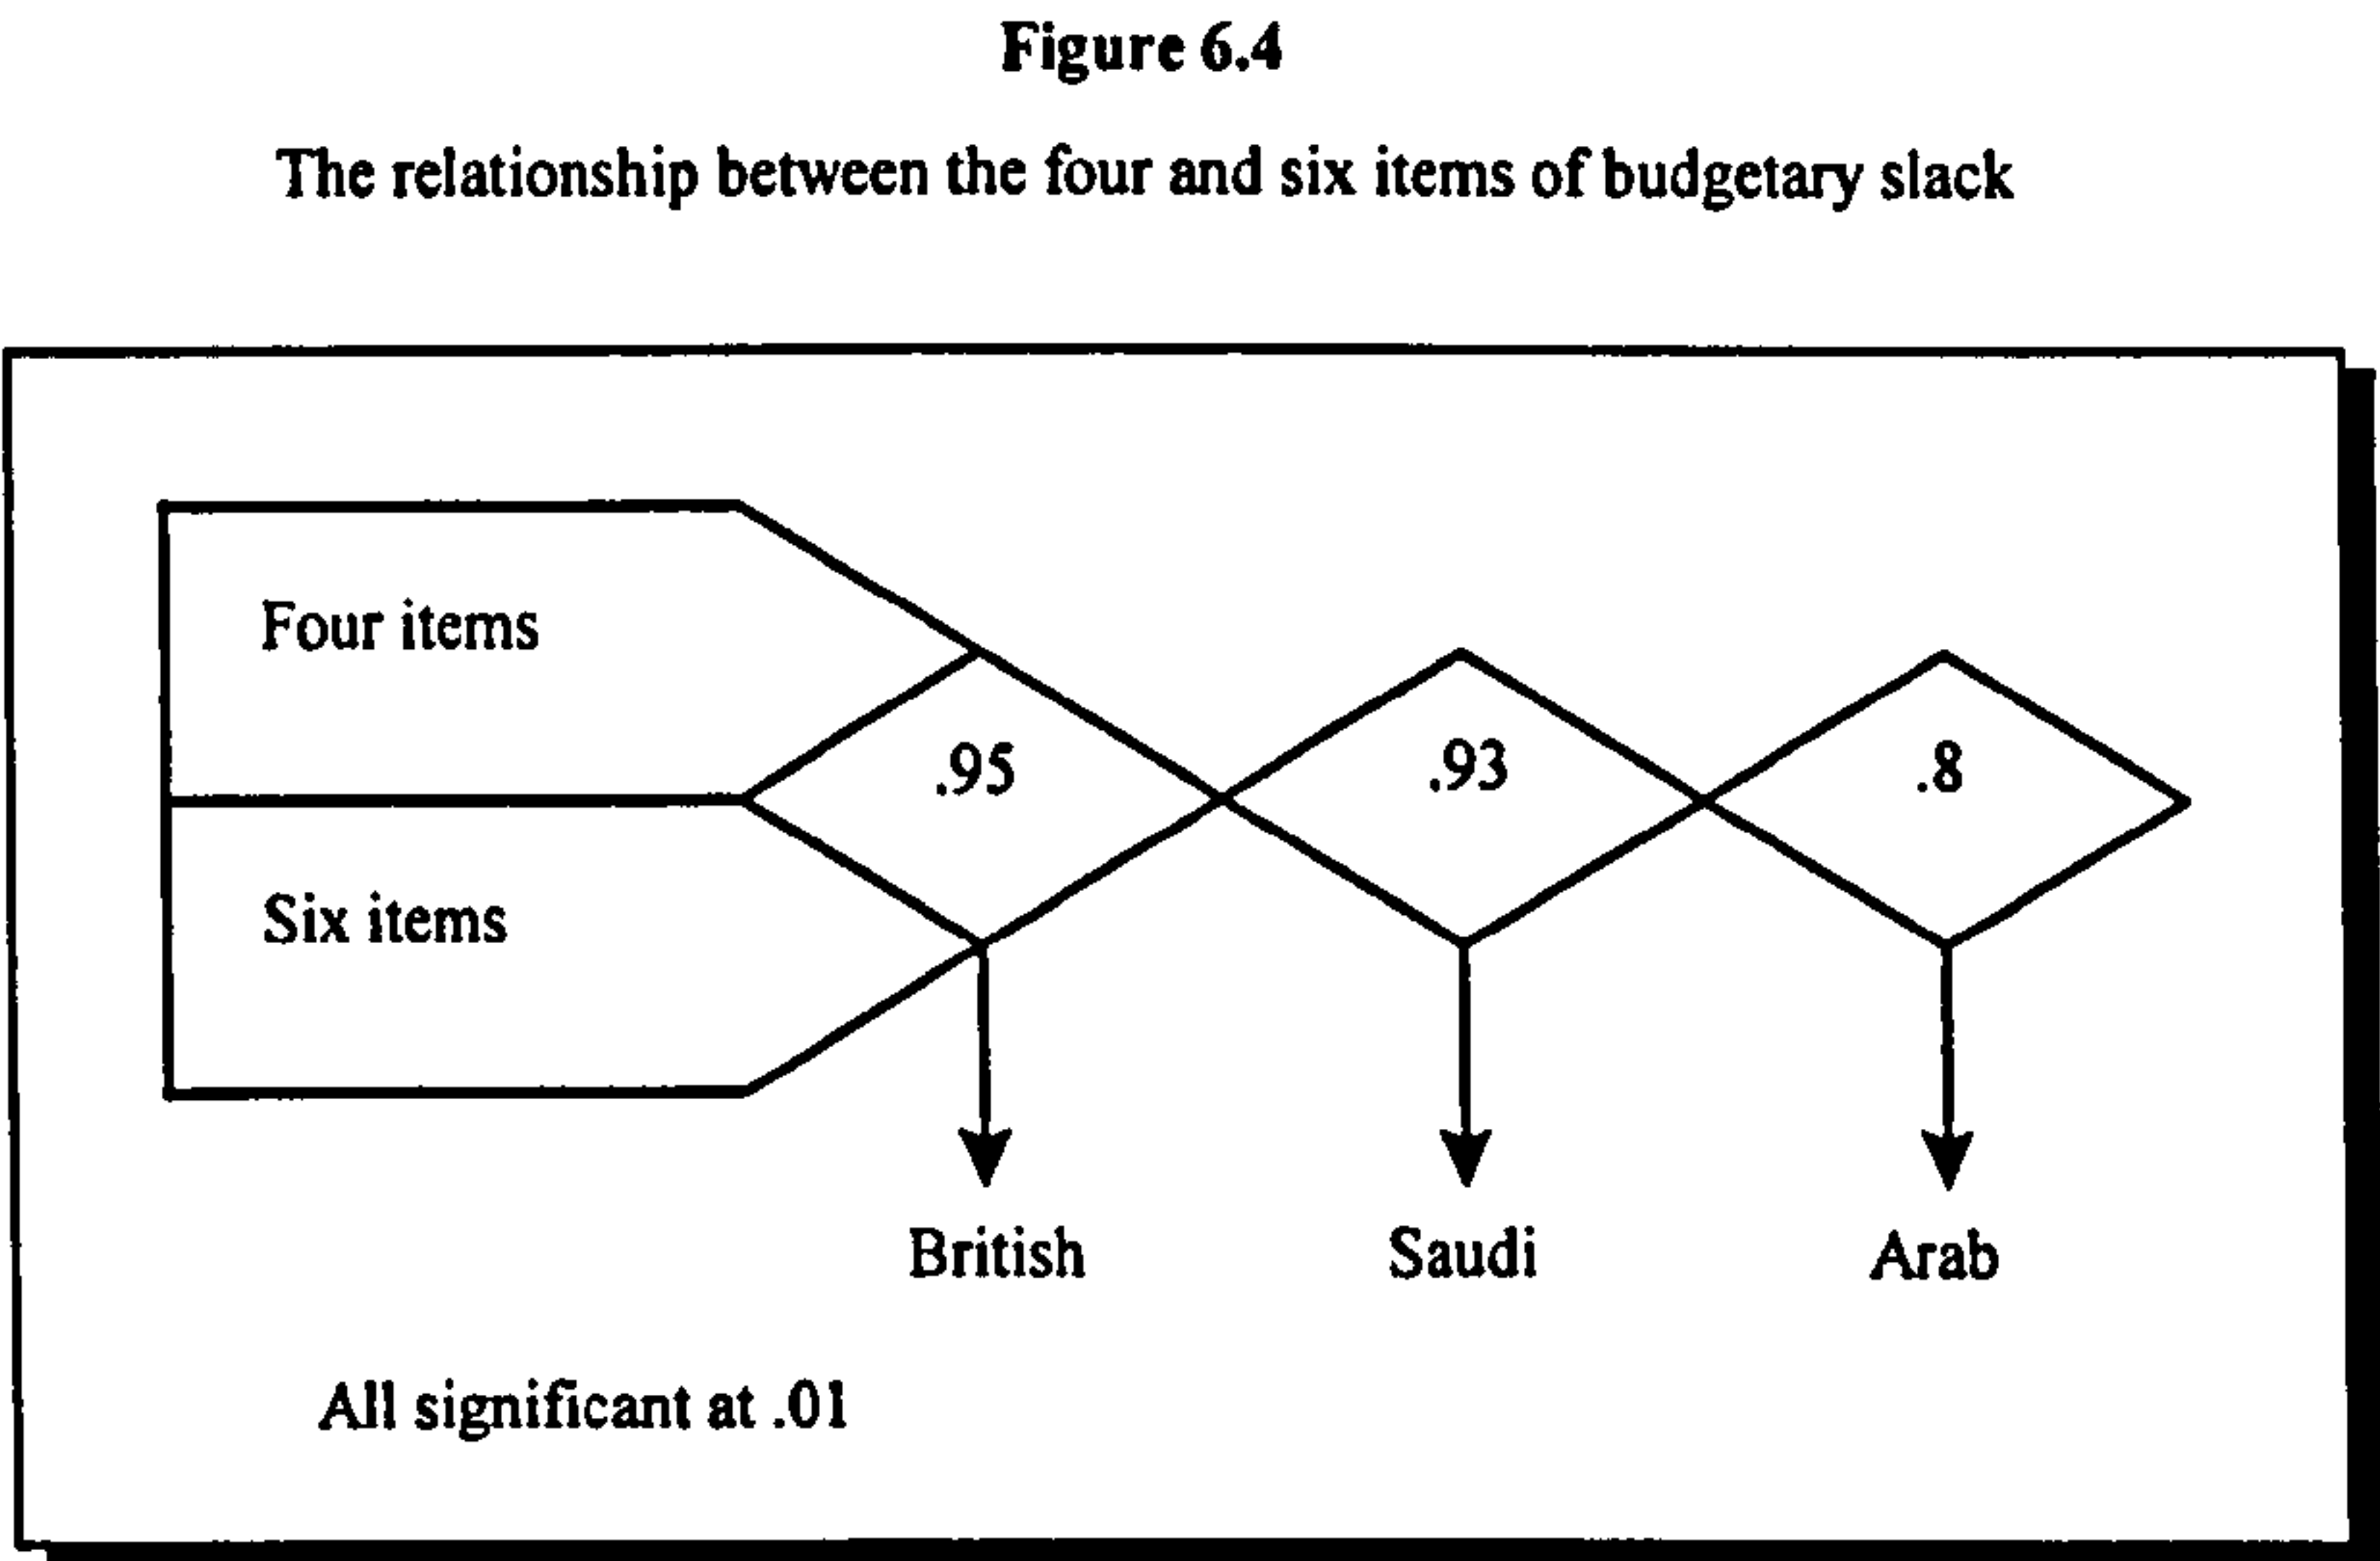 Figure 6.4
The relationship between the four and six items of budgetary slack
Four items
.95
.93
.8
Six items
British
Saudi
Arab
All significant at .01